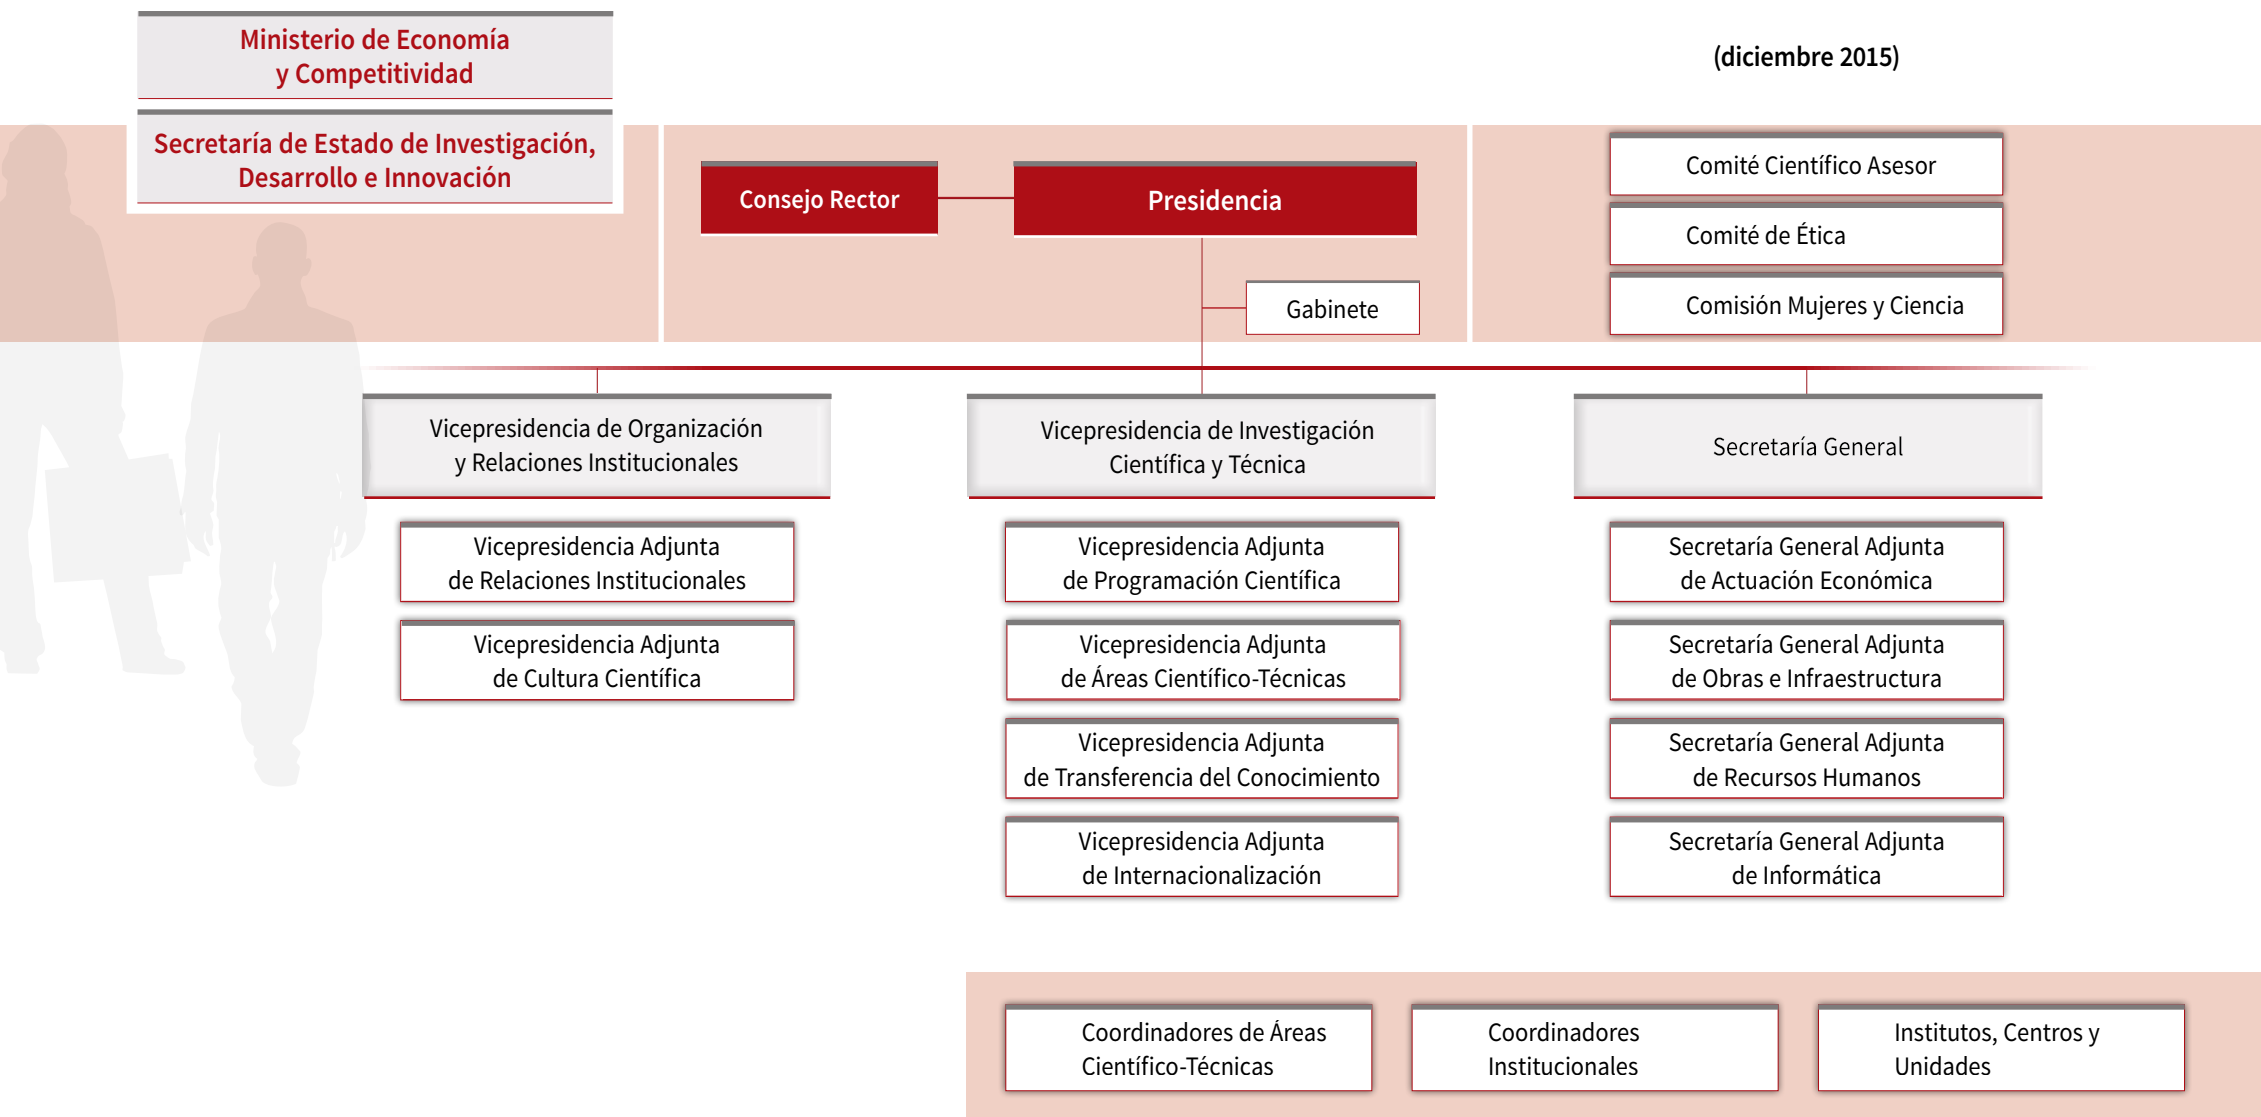 Ministerio de Economía
y Competitividad
(diciembre 2015)
Secretaría de Estado de Investigación,
Desarrollo e Innovación
Consejo Rector
Presidencia
Gabinete
Comité Científico Asesor
Comité de Ética
Comisión Mujeres y Ciencia
Vicepresidencia de Organización
y Relaciones Institucionales
Vicepresidencia de Investigación
Científica y Técnica
Secretaría General
Vicepresidencia Adjunta
de Relaciones Institucionales
Vicepresidencia Adjunta
de Cultura Científica
Vicepresidencia Adjunta
de Programación Científica
Vicepresidencia Adjunta
de Áreas Científico-Técnicas
Vicepresidencia Adjunta
de Transferencia del Conocimiento
Vicepresidencia Adjunta
de Internacionalización
Secretaría General Adjunta
de Actuación Económica
Secretaría General Adjunta
de Obras e Infraestructura
Secretaría General Adjunta
de Recursos Humanos
Secretaría General Adjunta
de Informática
Coordinadores de Áreas
Científico-Técnicas
Coordinadores
Institucionales
Institutos, Centros y
Unidades